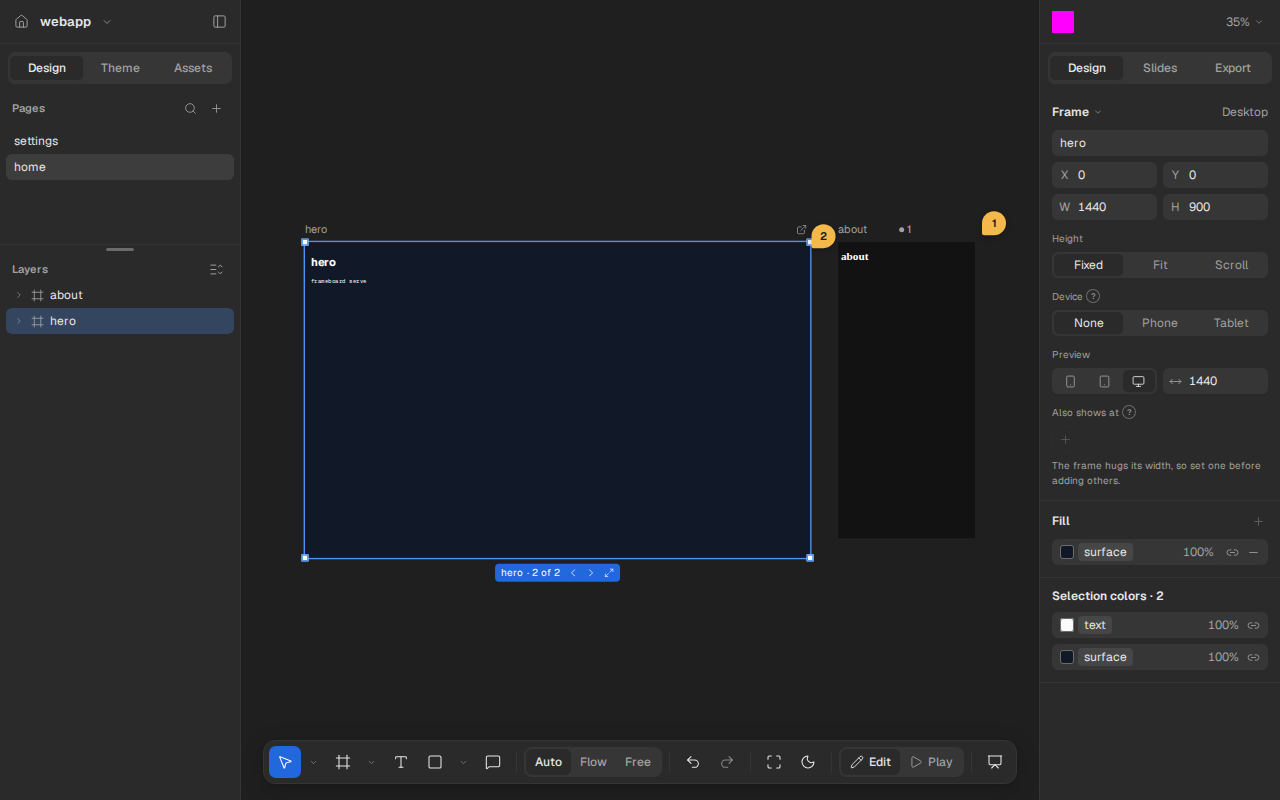 webapp
Design Theme Assets
Pages
settings
home
Layers
about
hero
hero
2
about
1
1
hero
frameboard serve
about
hero · 2 of 2
Auto Flow Free
Edit Play
35%
Design Slides Export
Frame Desktop
hero
X 0 Y 0
W 1440 H 900
Height
Fixed Fit Scroll
Device ?
None Phone Tablet
Preview
1440
Also shows at ?
The frame hugs its width, so set one before
adding others.
Fill
surface 100%
Selection colors · 2
text 100%
surface 100%